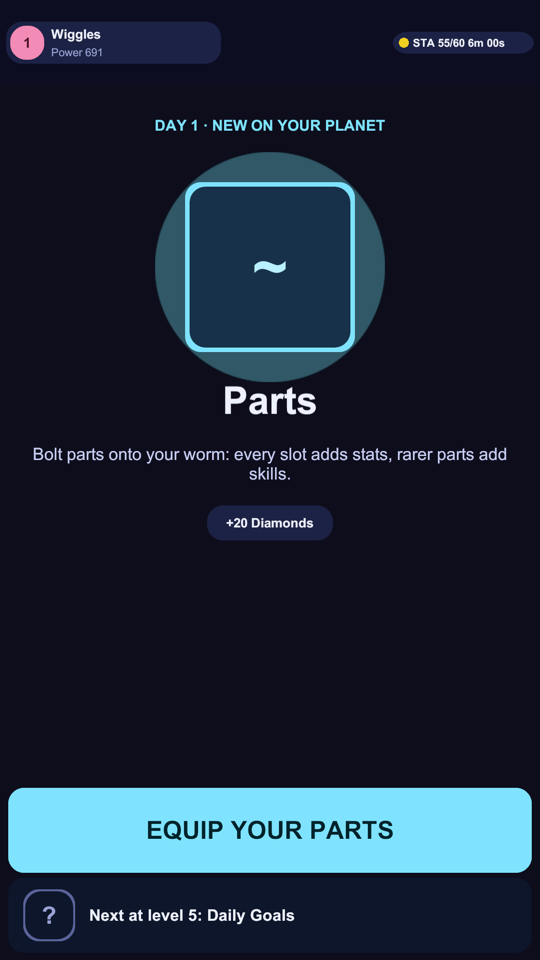 1
Wiggles
Power 691
STA 55/60 6m 00s
DAY 1 · NEW ON YOUR PLANET
~
Parts
Bolt parts onto your worm: every slot adds stats, rarer parts add
skills.
+20 Diamonds
EQUIP YOUR PARTS
?
Next at level 5: Daily Goals